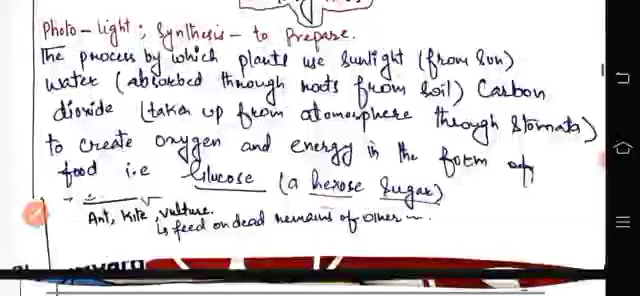 Photo - light ; Synthesis - to Prepare.
The process by which plants use Sunlight (from Sun)
water (absorbed through roots from Soil) Carbon
dioxide (taken up from atomosphere through Stomata)
to create oxygen and energy in the form of
food i.e Glucose (a hexose Sugar)
Ant, Kite, Vulture.
↳ feed on dead remains of other